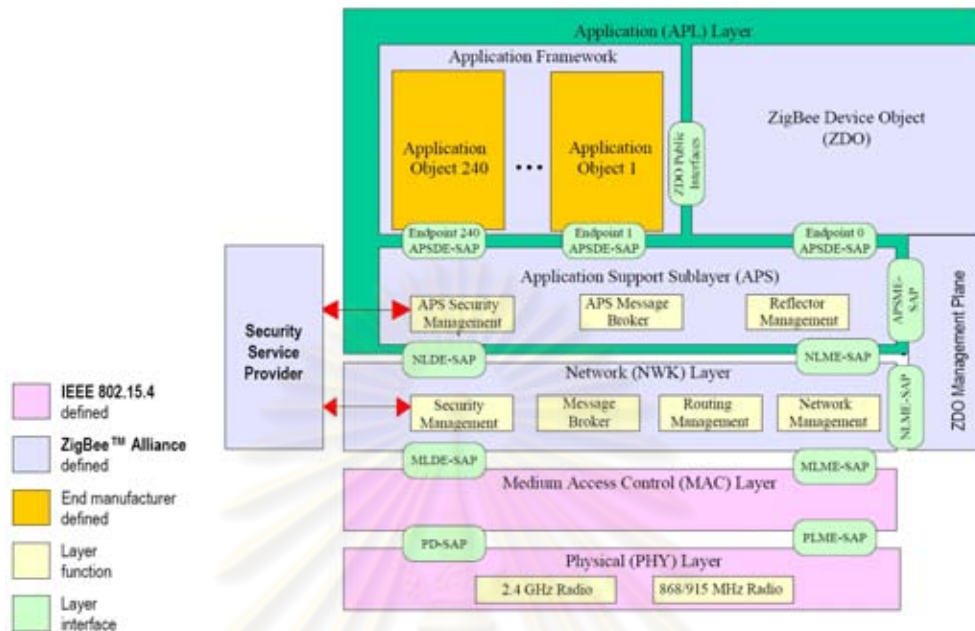 Application (APL) Layer
Application Framework
Application
Object 240
...
Application
Object 1
ZDO Public
Interfaces
ZigBee Device Object
(ZDO)
Endpoint 240
APSDE-SAP
Endpoint 1
APSDE-SAP
Endpoint 0
APSDE-SAP
Application Support Sublayer (APS)
APS Security
Management
APS Message
Broker
Reflector
Management
APSME-
SAP
Security
Service
Provider
NLDE-SAP
NLME-SAP
Network (NWK) Layer
Security
Management
Message
Broker
Routing
Management
Network
Management
NLME-SAP
ZDO Management Plane
MLDE-SAP
MLME-SAP
Medium Access Control (MAC) Layer
PD-SAP
PLME-SAP
Physical (PHY) Layer
2.4 GHz Radio
868/915 MHz Radio
IEEE 802.15.4
defined
ZigBee™ Alliance
defined
End manufacturer
defined
Layer
function
Layer
interface